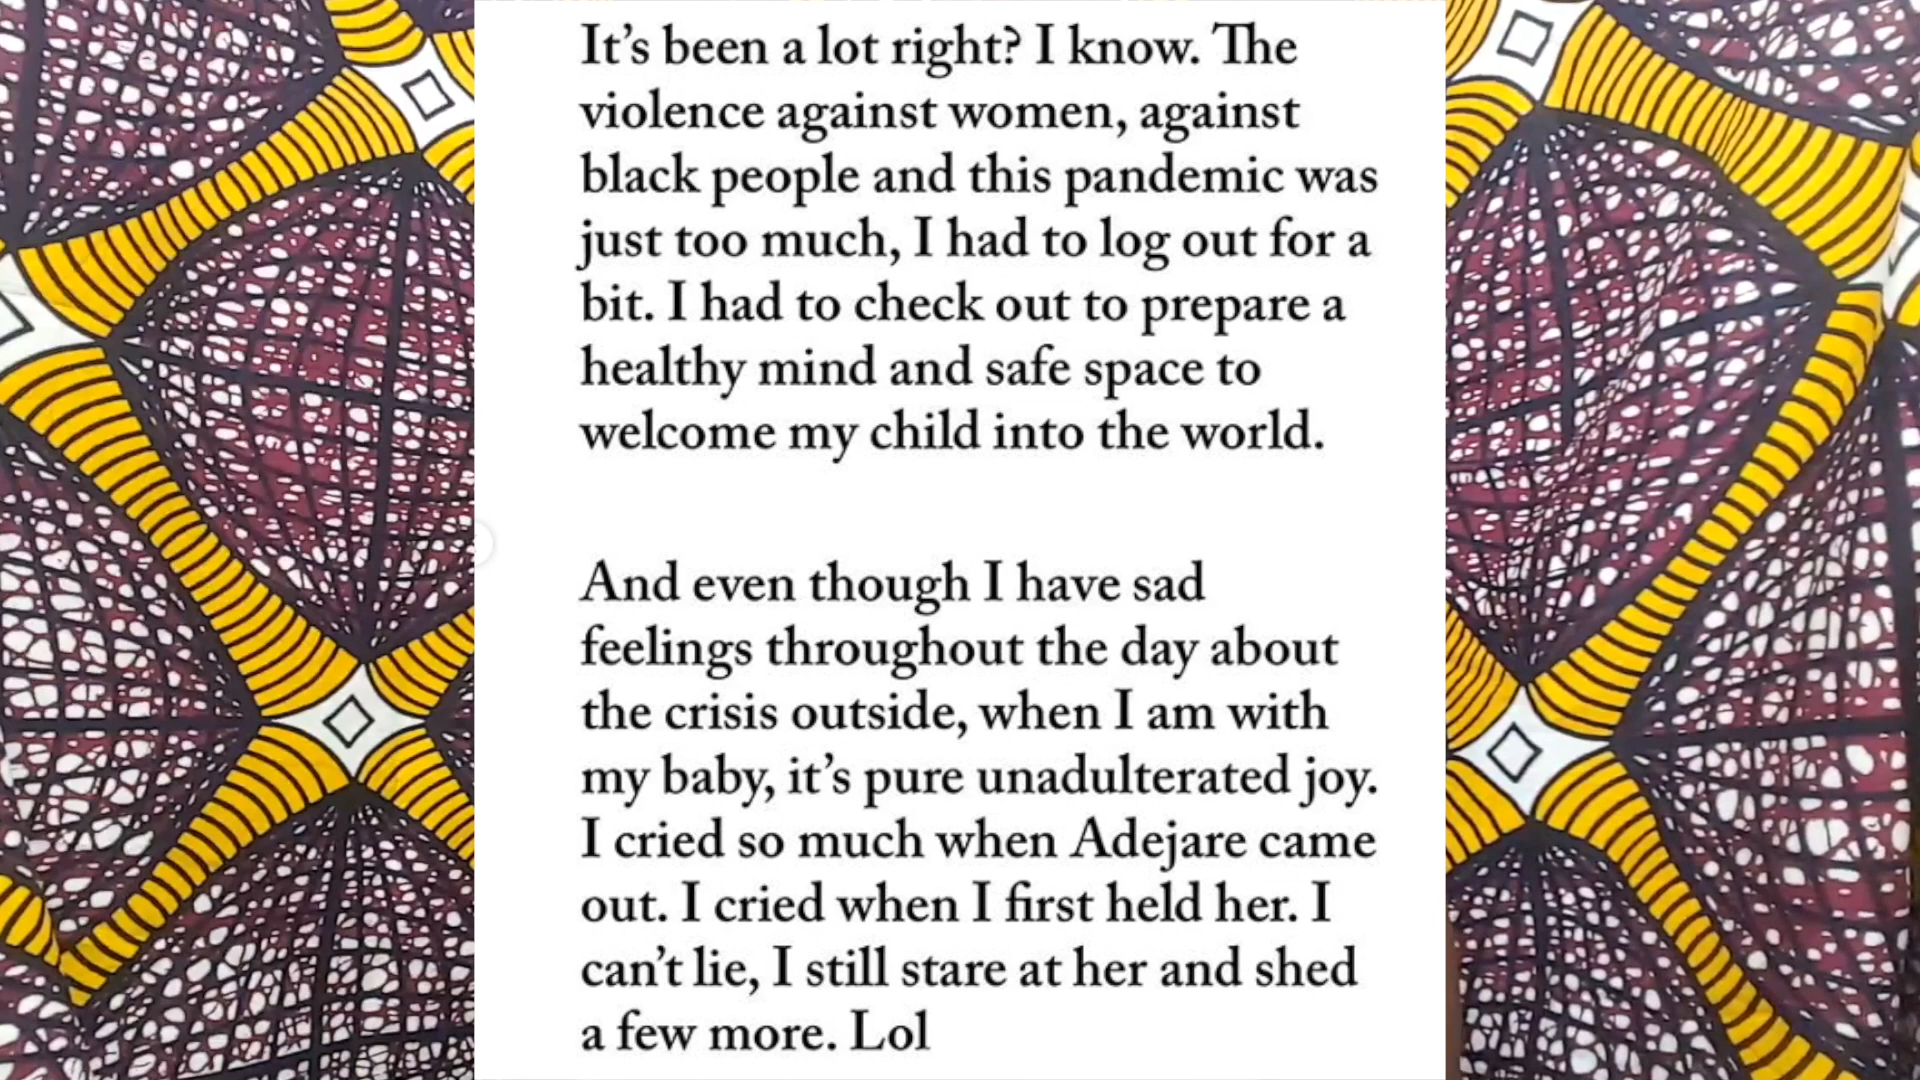 It’s been a lot right? I know. The
violence against women, against
black people and this pandemic was
just too much, I had to log out for a
bit. I had to check out to prepare a
healthy mind and safe space to
welcome my child into the world.
And even though I have sad
feelings throughout the day about
the crisis outside, when I am with
my baby, it’s pure unadulterated joy.
I cried so much when Adejare came
out. I cried when I first held her. I
can’t lie, I still stare at her and shed
a few more. Lol